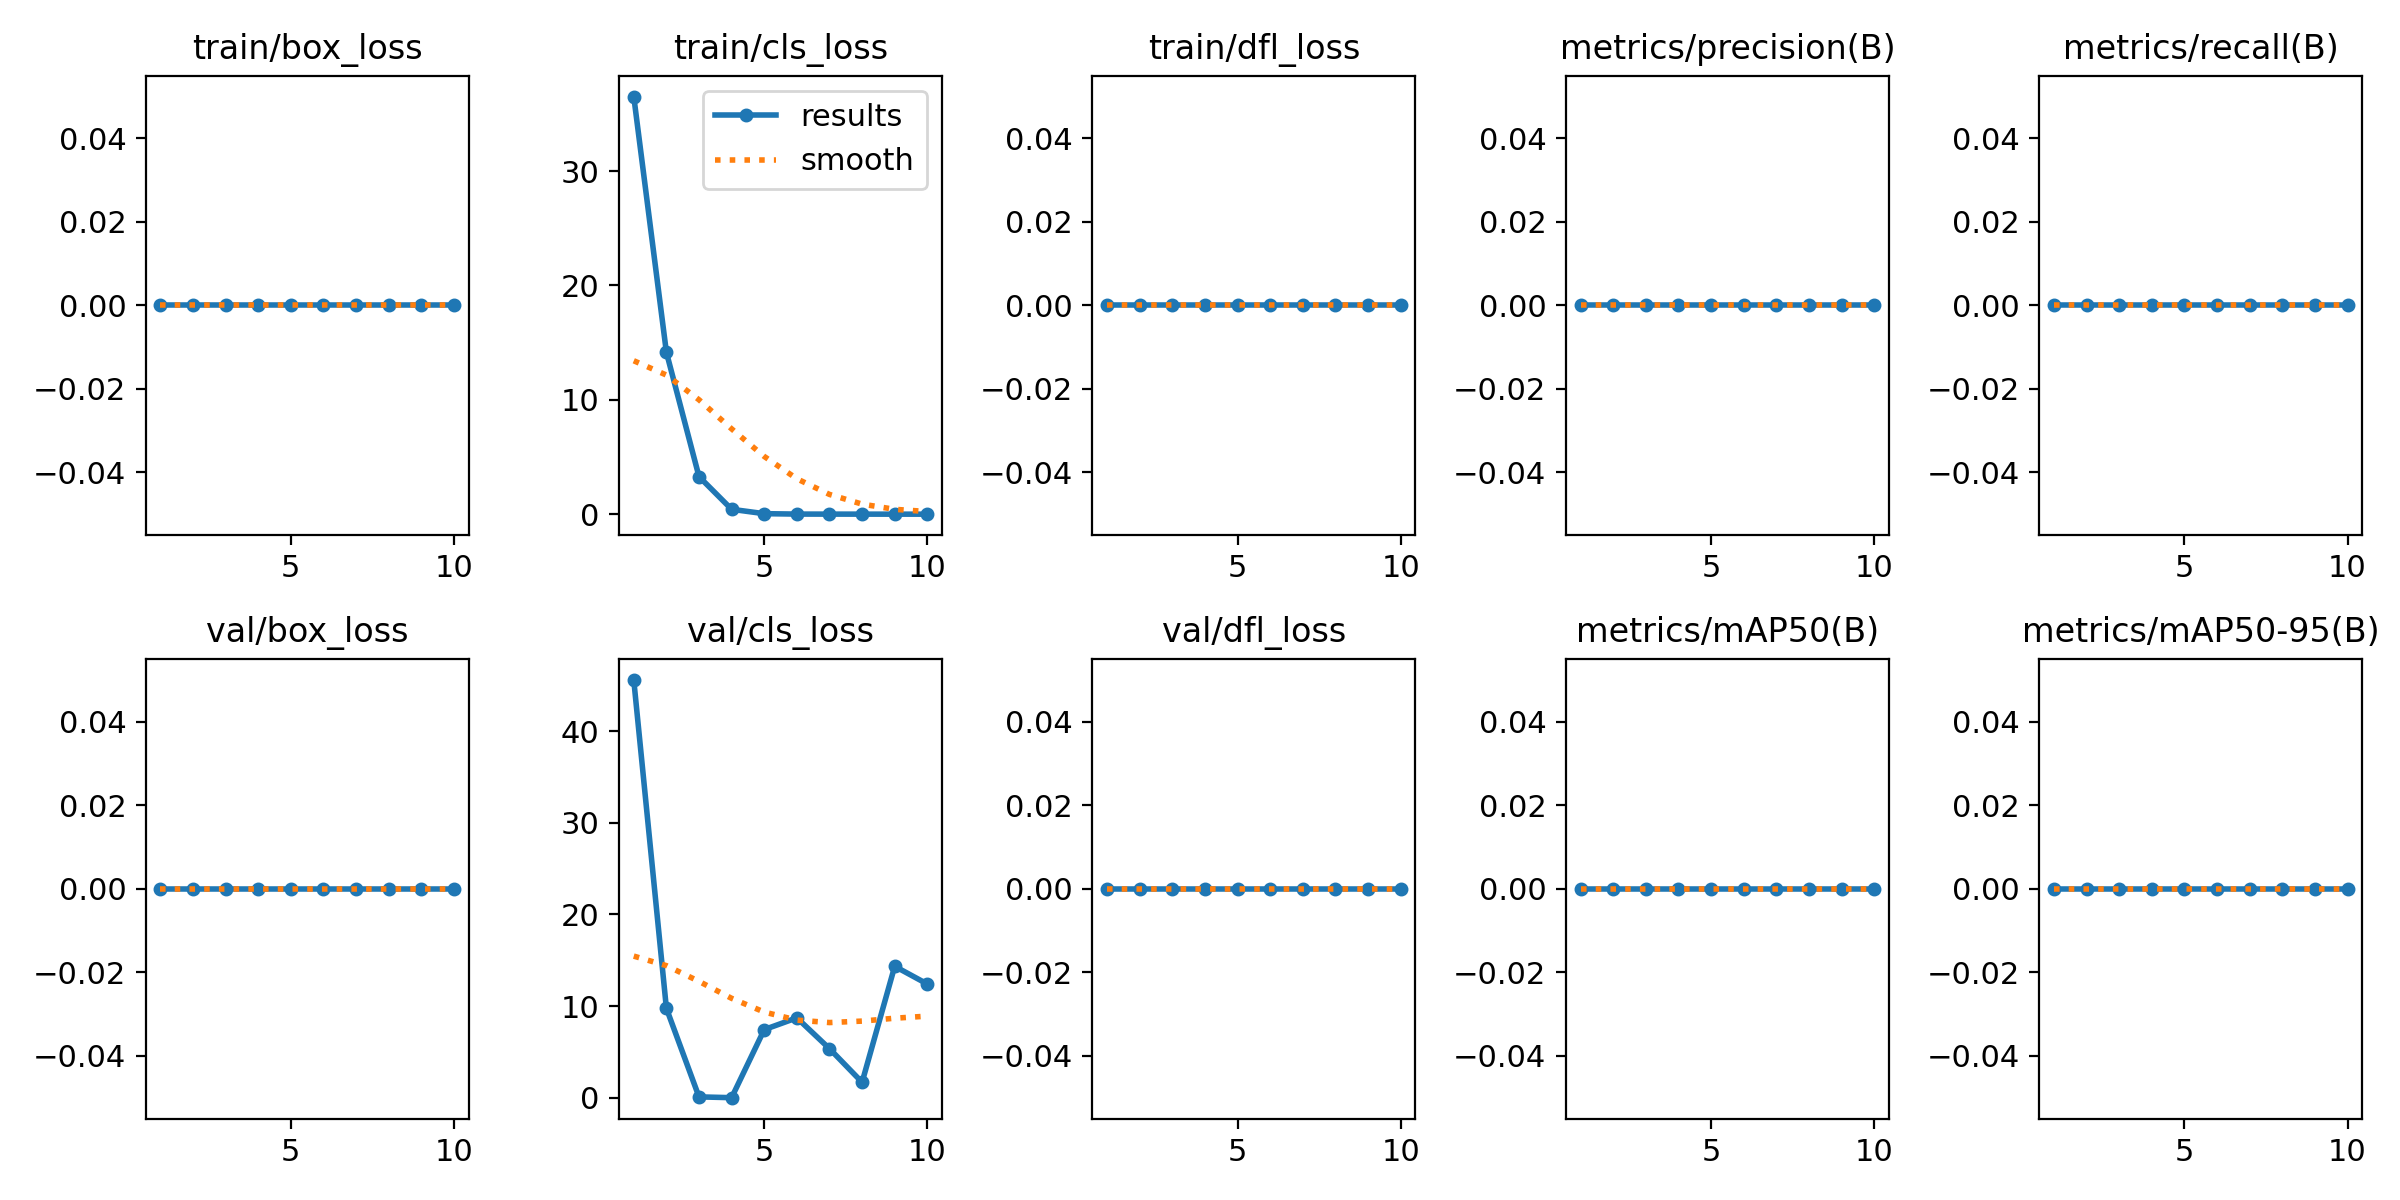 train/box_loss train/cls_loss train/dfl_loss metrics/precision(B) metrics/recall(B)
results
smooth
0.04 30 0.04 0.04 0.04
0.02 20 0.02 0.02 0.02
0.00 0.00 0.00 0.00
−0.02 10 −0.02 −0.02 −0.02
−0.04 0 −0.04 −0.04 −0.04
5 10 5 10 5 10 5 10 5 10
val/box_loss val/cls_loss val/dfl_loss metrics/mAP50(B) metrics/mAP50-95(B)
0.04 40 0.04 0.04 0.04
0.02 30 0.02 0.02 0.02
0.00 20 0.00 0.00 0.00
−0.02 10 −0.02 −0.02 −0.02
−0.04 0 −0.04 −0.04 −0.04
5 10 5 10 5 10 5 10 5 10